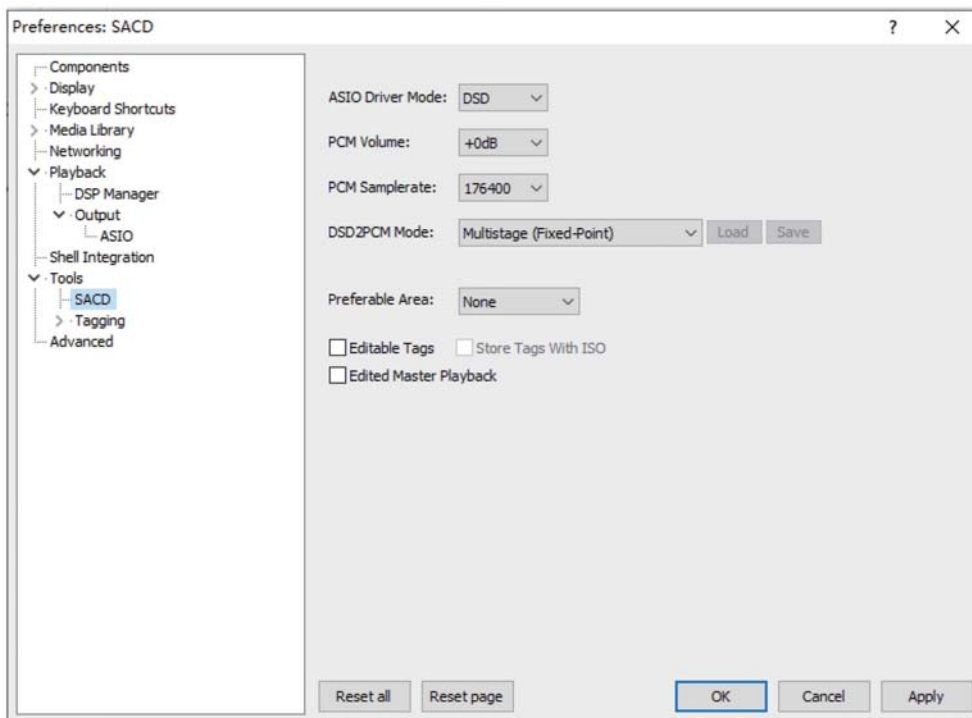 Preferences: SACD
?
Components
Display
Keyboard Shortcuts
Media Library
Networking
Playback
DSP Manager
Output
ASIO
Shell Integration
Tools
SACD
Tagging
Advanced
ASIO Driver Mode: DSD
PCM Volume: +0dB
PCM Samplerate: 176400
DSD2PCM Mode: Multistage (Fixed-Point) Load Save
Preferable Area: None
Editable Tags Store Tags With ISO
Edited Master Playback
Reset all Reset page OK Cancel Apply